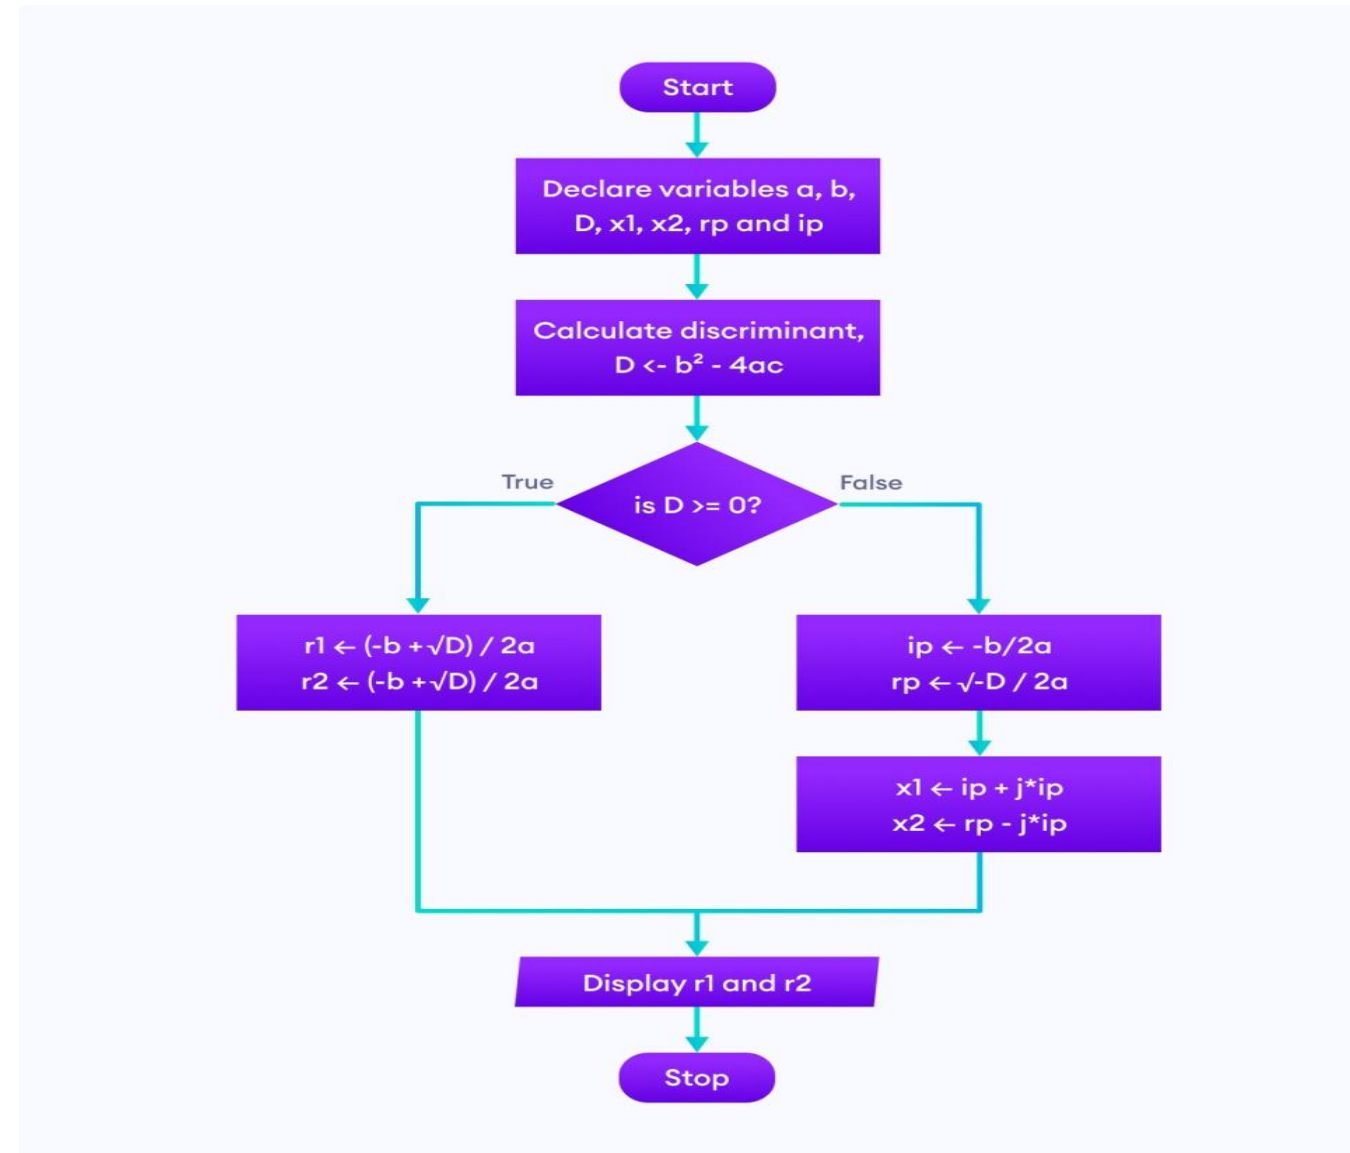 Start
Declare variables a, b,
D, x1, x2, rp and ip
Calculate discriminant,
D <- b² - 4ac
True
is D >= 0?
False
r1 ← (-b +√D) / 2a
r2 ← (-b +√D) / 2a
ip ← -b/2a
rp ← √-D / 2a
x1 ← ip + j*ip
x2 ← rp - j*ip
Display r1 and r2
Stop